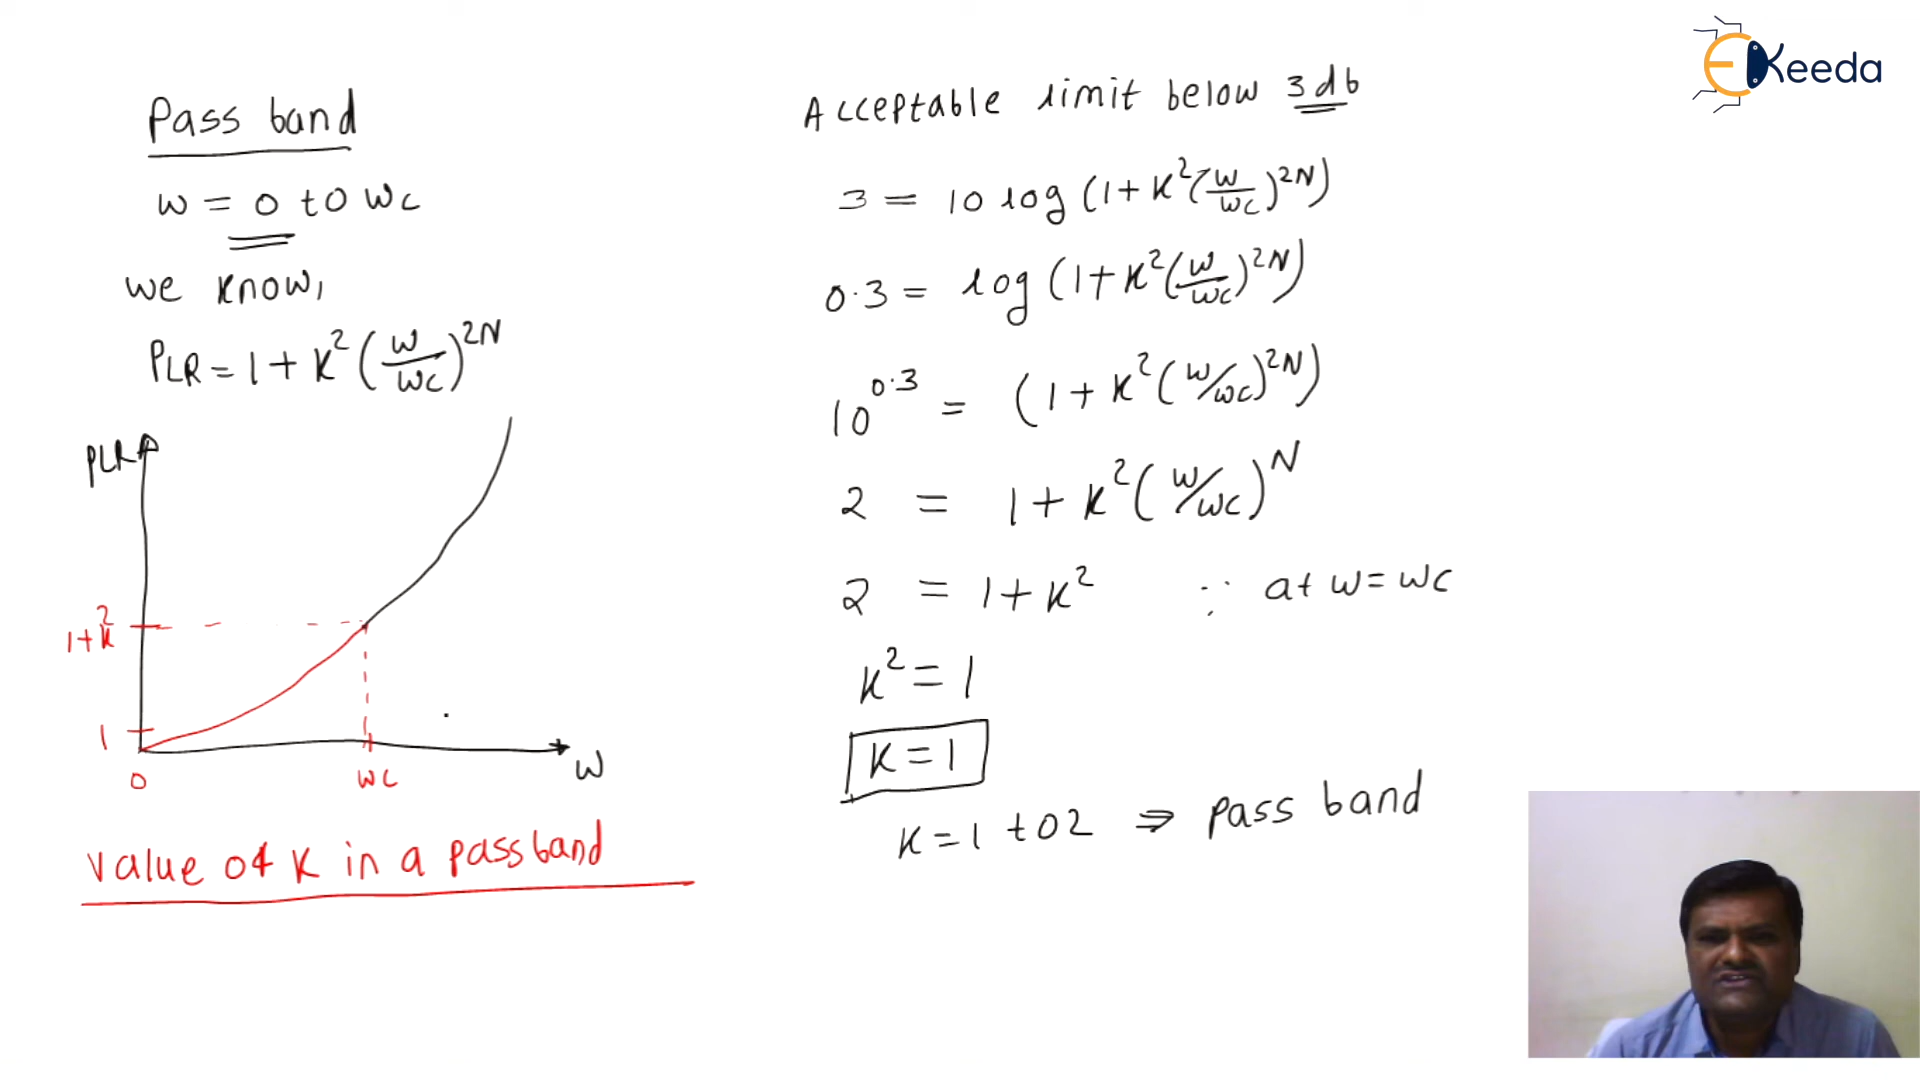 Pass band
w = 0 to wc
we know,
PLR = 1 + K²(w/wc)^2N
PLR
1+K²
1
0
wc
w
value of K in a pass band
Acceptable limit below 3db
3 = 10 log (1 + K²(w/wc)^2N)
0.3 = log (1 + K²(w/wc)^2N)
10^0.3 = (1 + K²(w/wc)^2N)
2 = 1 + K²(w/wc)^N
2 = 1 + K² ∵ at w = wc
K² = 1
K = 1
K = 1 to 2 ⇒ pass band
EKeeda